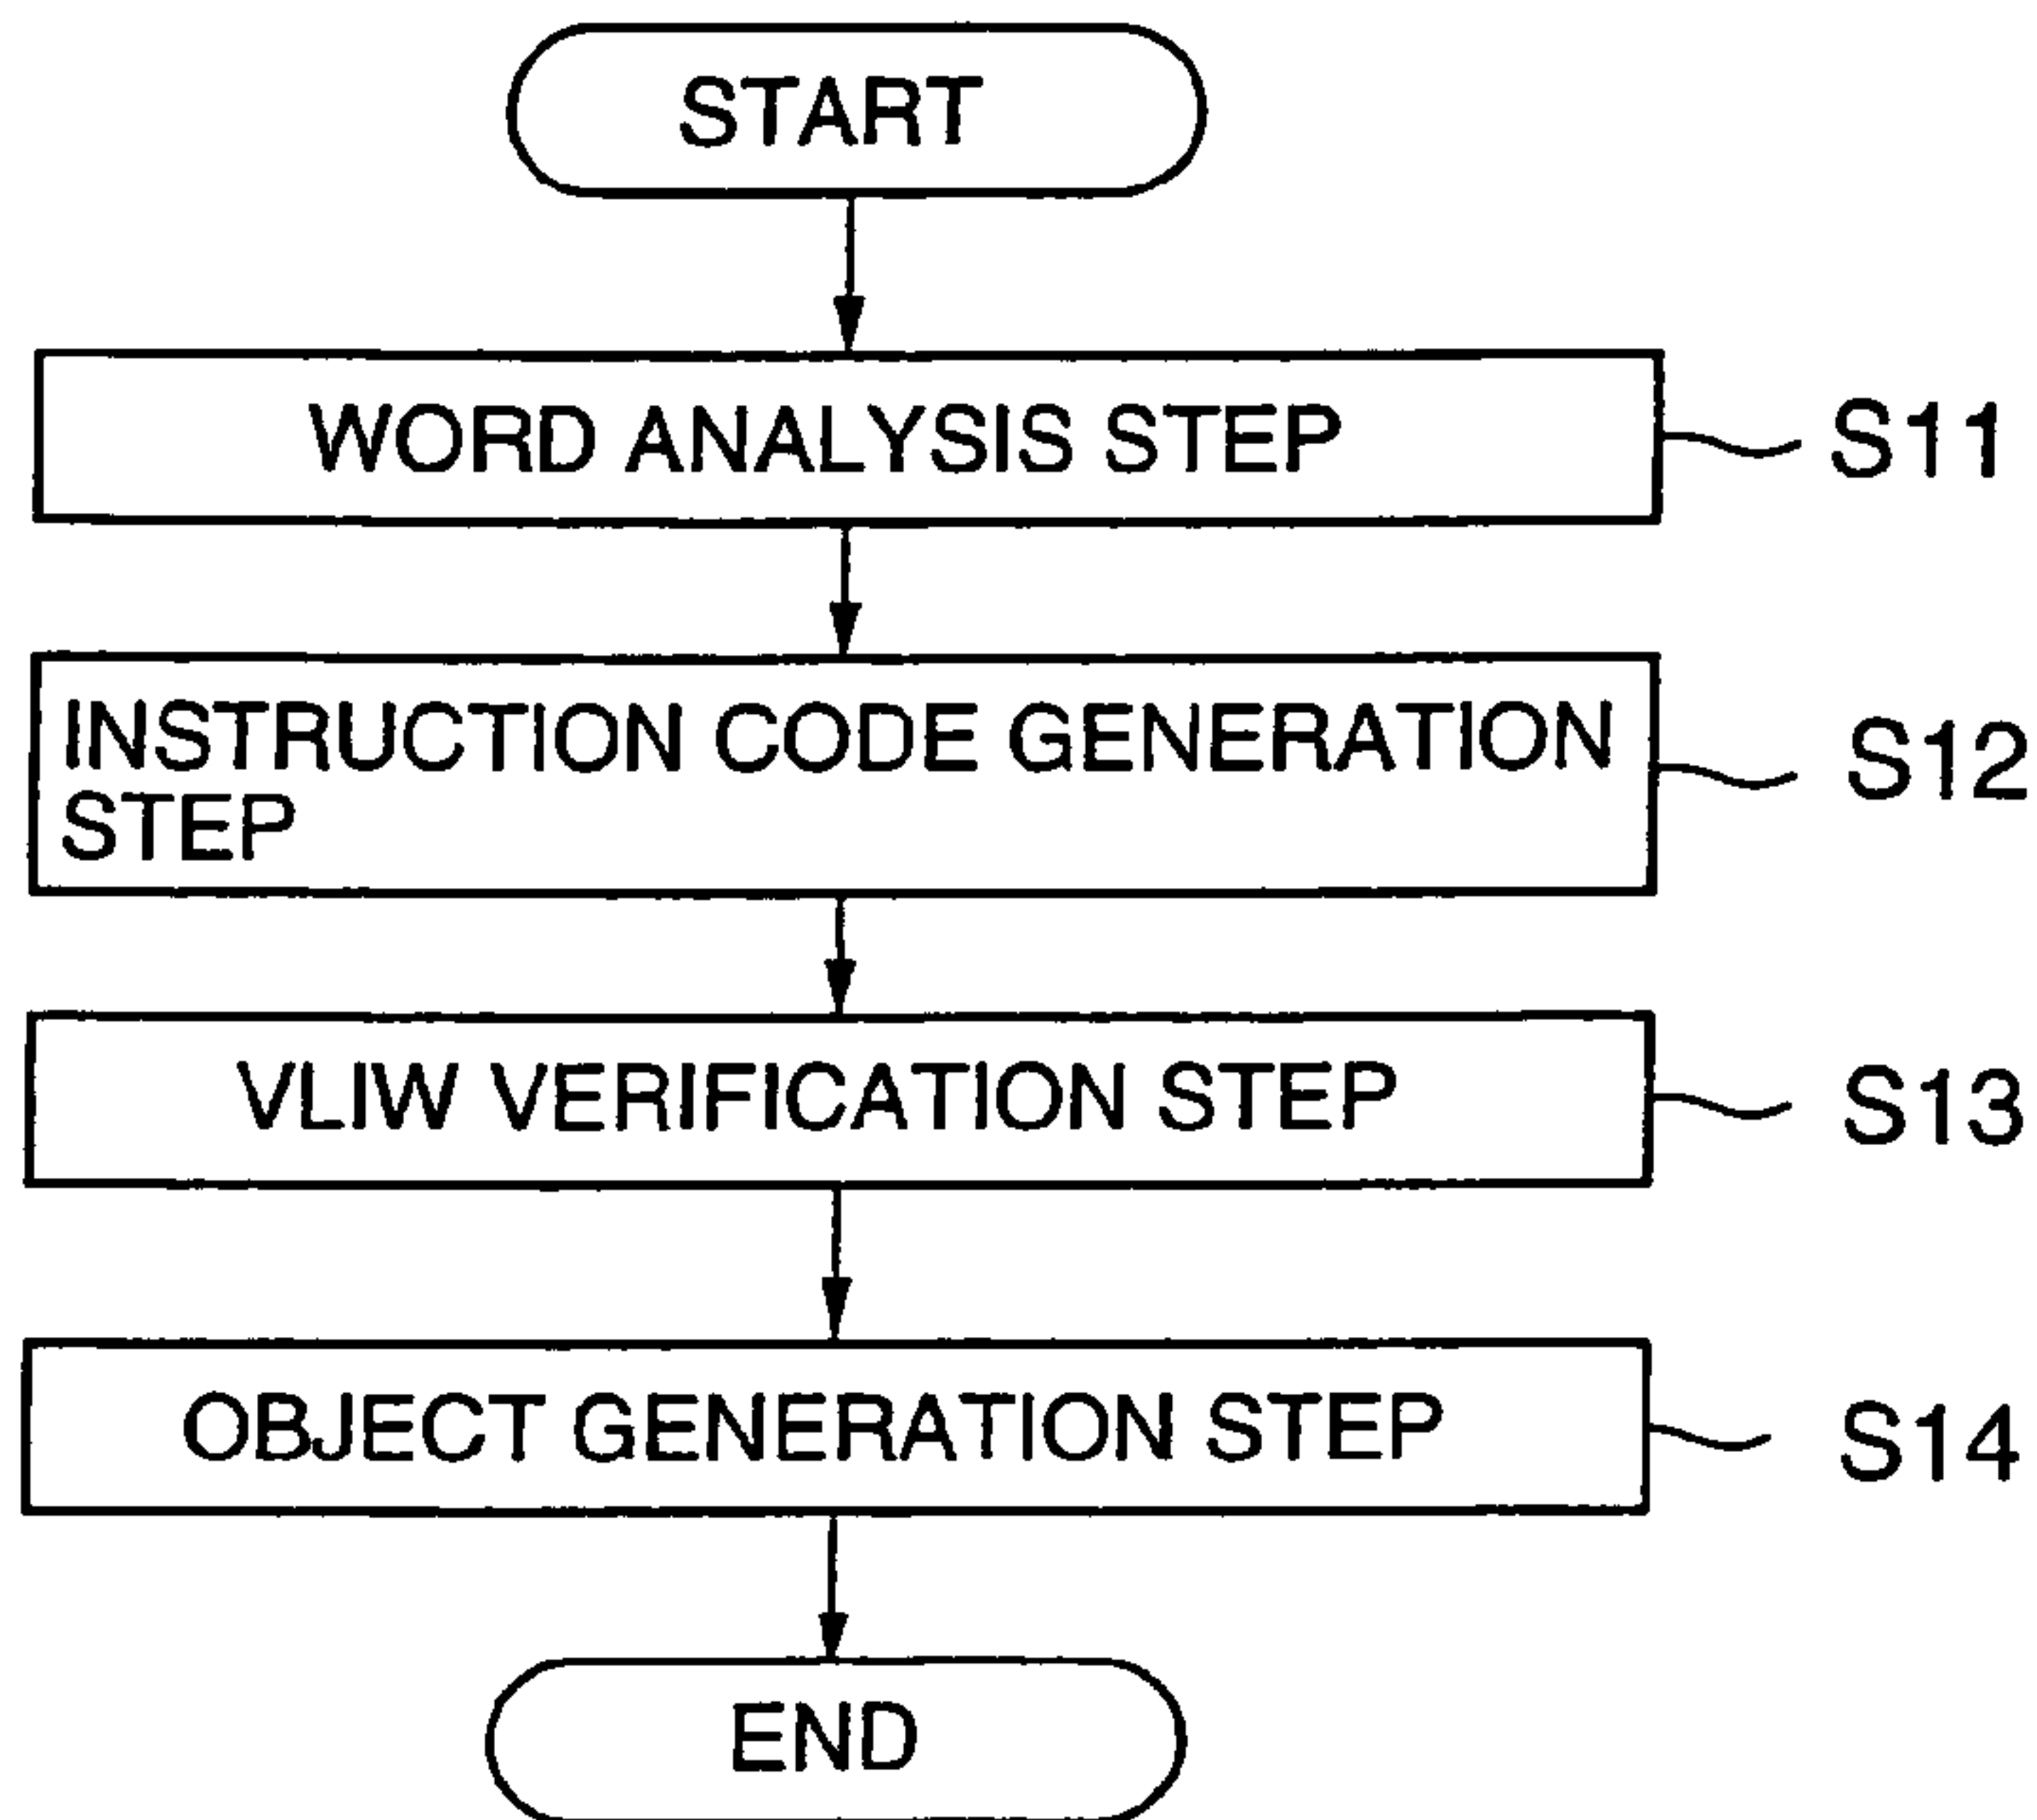 START
WORD ANALYSIS STEP
S11
INSTRUCTION CODE GENERATION
STEP
S12
VLIW VERIFICATION STEP
S13
OBJECT GENERATION STEP
S14
END